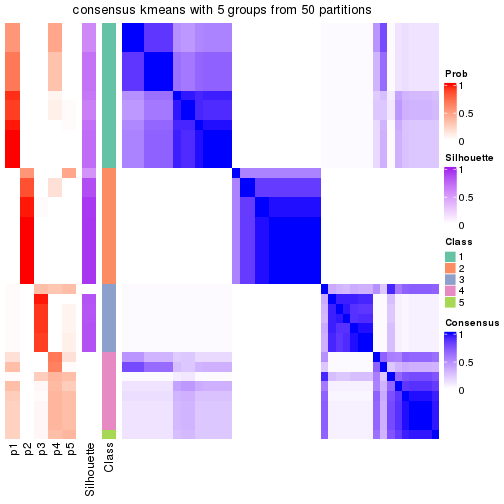 consensus kmeans with 5 groups from 50 partitions
Prob
1
0.5
0
Silhouette
1
0.5
0
Class
1
2
3
4
5
Consensus
1
0.5
0
p1
p2
p3
p4
p5
Silhouette
Class